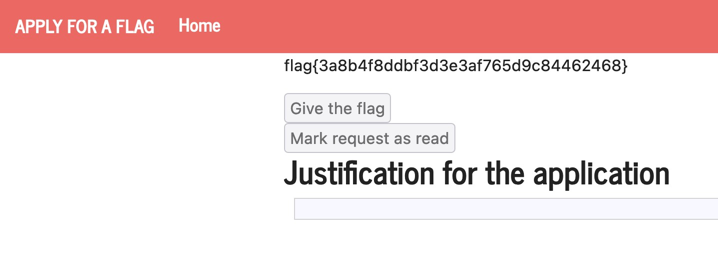 APPLY FOR A FLAG Home
flag{3a8b4f8ddbf3d3e3af765d9c84462468}
Give the flag
Mark request as read
Justification for the application